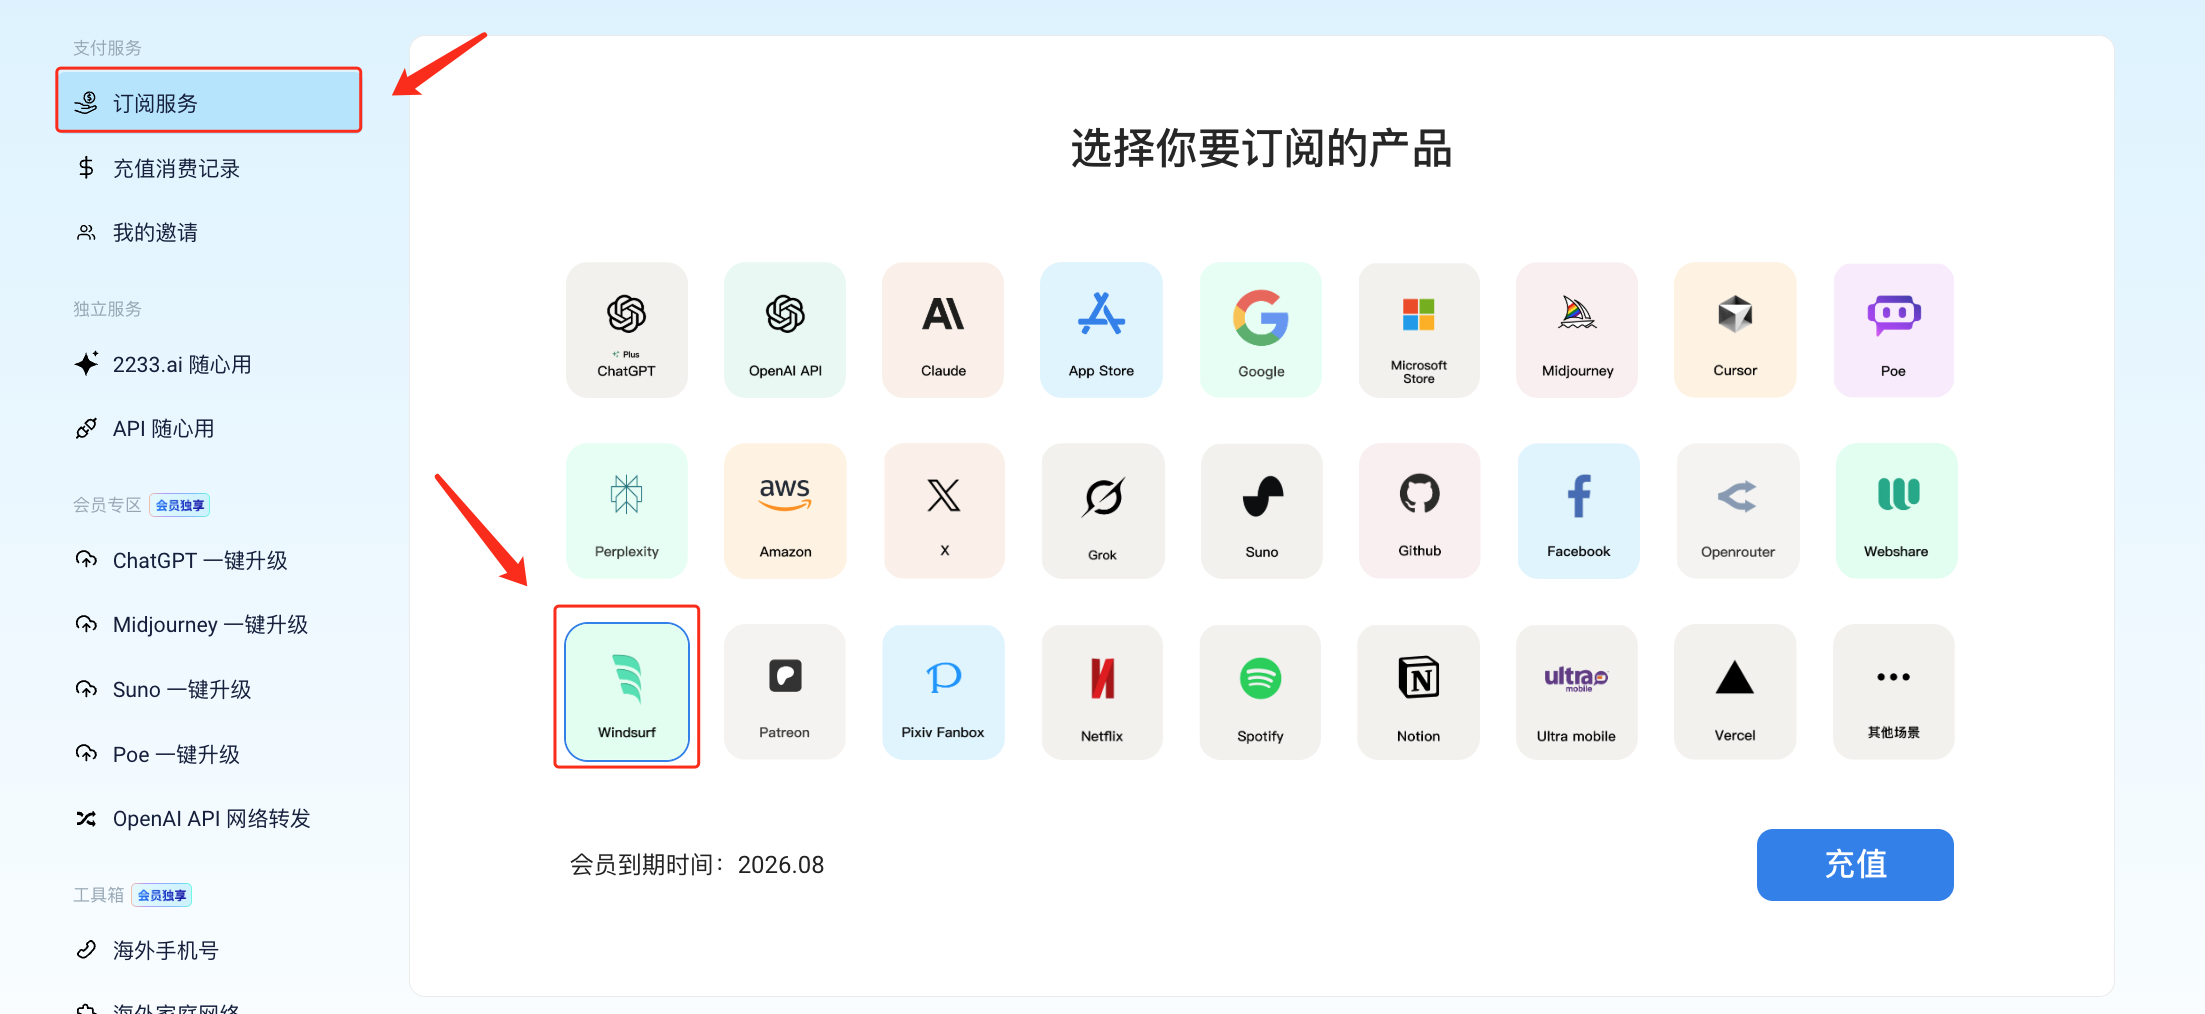 支付服务
订阅服务
充值消费记录
我的邀请
独立服务
2233.ai 随心用
API 随心用
会员专区 会员独享
ChatGPT 一键升级
Midjourney 一键升级
Suno 一键升级
Poe 一键升级
OpenAI API 网络转发
工具箱 会员独享
海外手机号
海外家庭网络
选择你要订阅的产品
Plus
ChatGPT
OpenAI API
Claude
App Store
Google
Microsoft
Store
Midjourney
Cursor
Poe
Perplexity
aws
Amazon
X
Grok
Suno
Github
Facebook
Openrouter
Webshare
Windsurf
Patreon
Pixiv Fanbox
Netflix
Spotify
Notion
ultra
mobile
Ultra mobile
Vercel
其他场景
会员到期时间：2026.08
充值